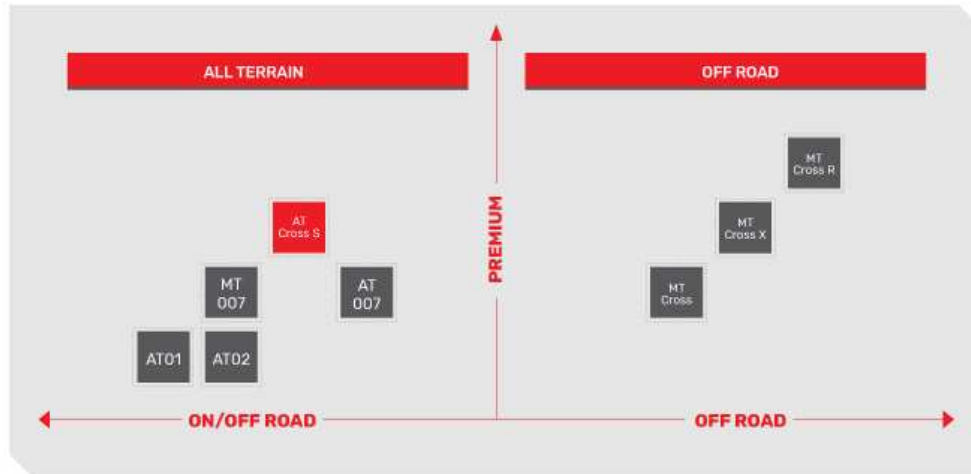 ALL TERRAIN
OFF ROAD
MT
Cross R
AT
Cross S
MT
Cross X
PREMIUM
MT
007
AT
007
MT
Cross
AT01
AT02
ON/OFF ROAD
OFF ROAD